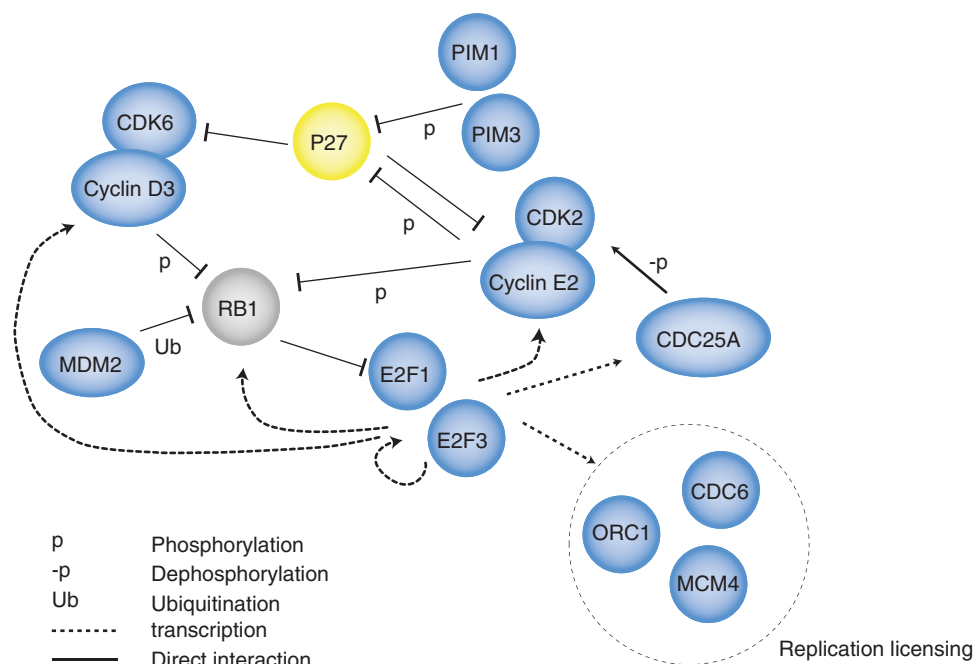 PIM1
CDK6
P27
p
PIM3
Cyclin D3
CDK2
p
p
-p
Cyclin E2
RB1
p
Ub
CDC25A
MDM2
E2F1
E2F3
CDC6
ORC1
MCM4
p Phosphorylation
-p Dephosphorylation
Ub Ubiquitination
transcription
Direct interaction
Replication licensing